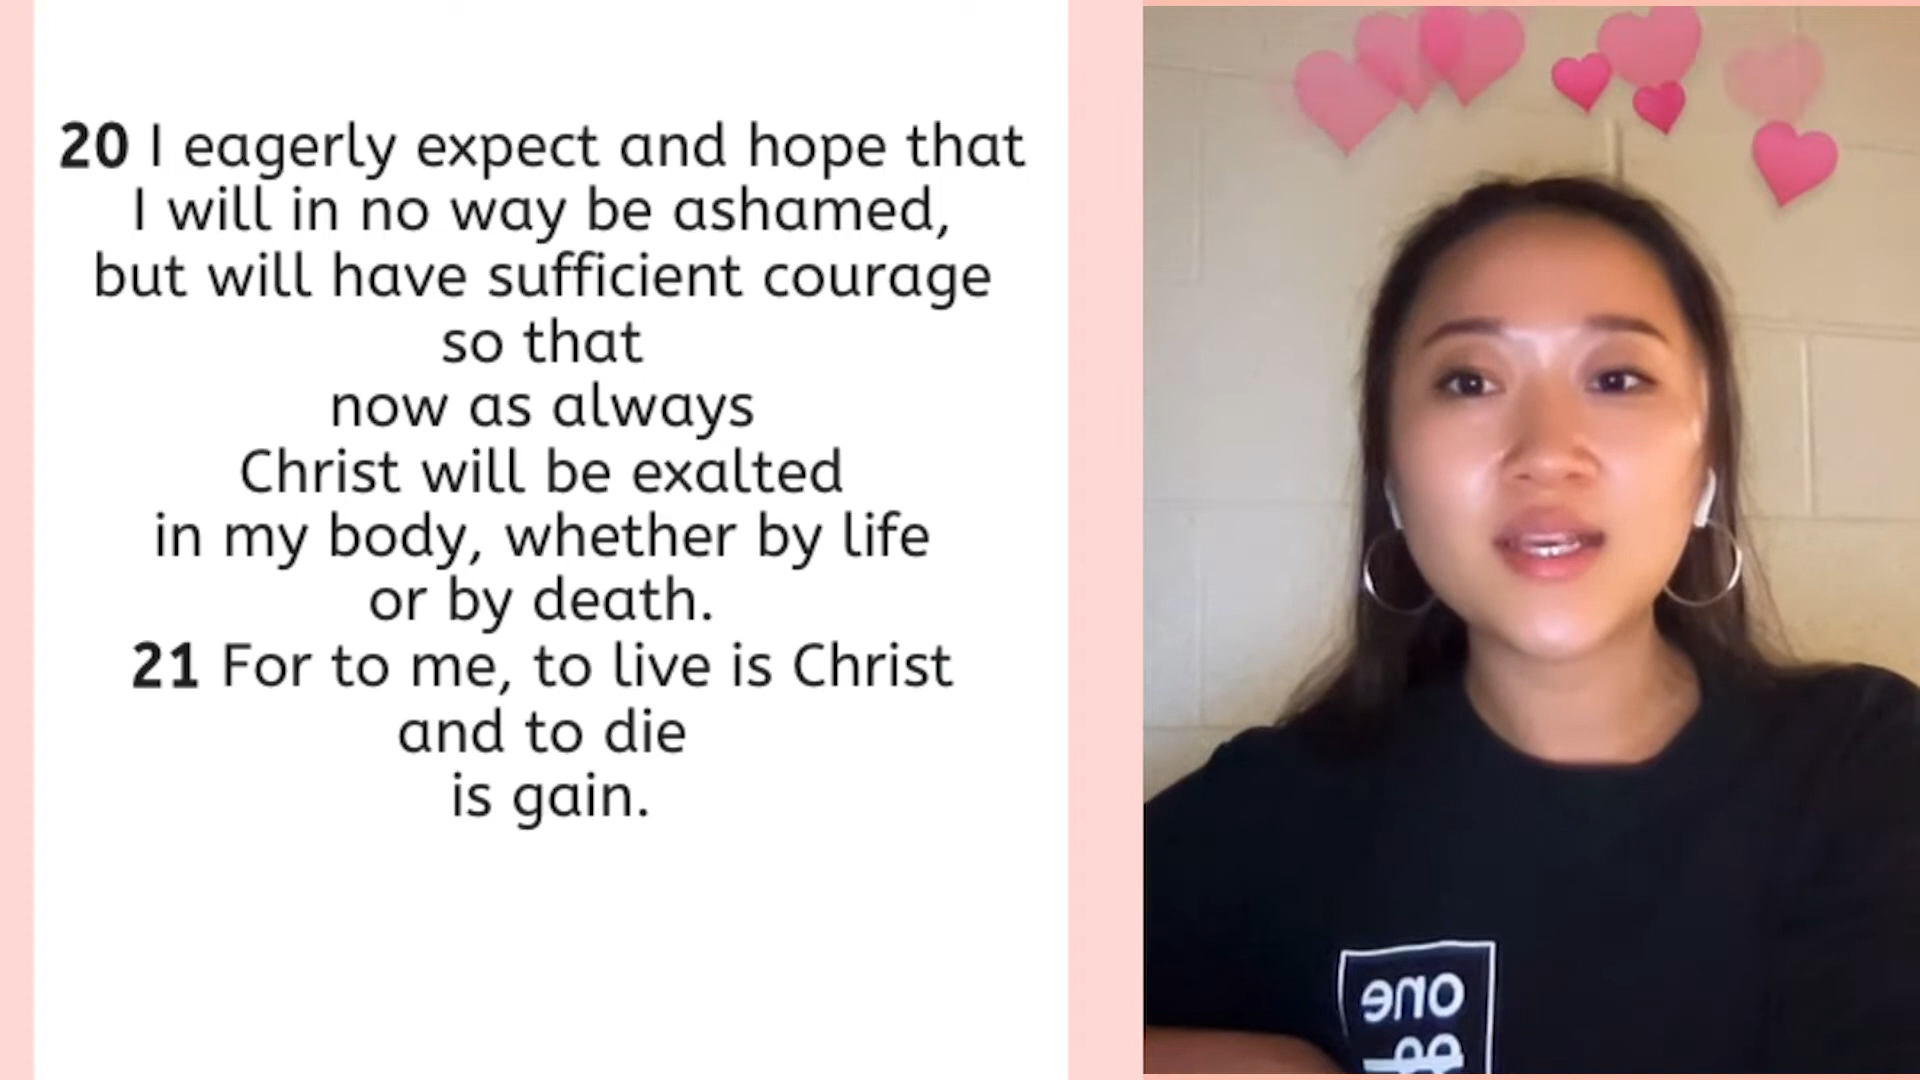 20 I eagerly expect and hope that
I will in no way be ashamed,
but will have sufficient courage
so that
now as always
Christ will be exalted
in my body, whether by life
or by death.
21 For to me, to live is Christ
and to die
is gain.
one